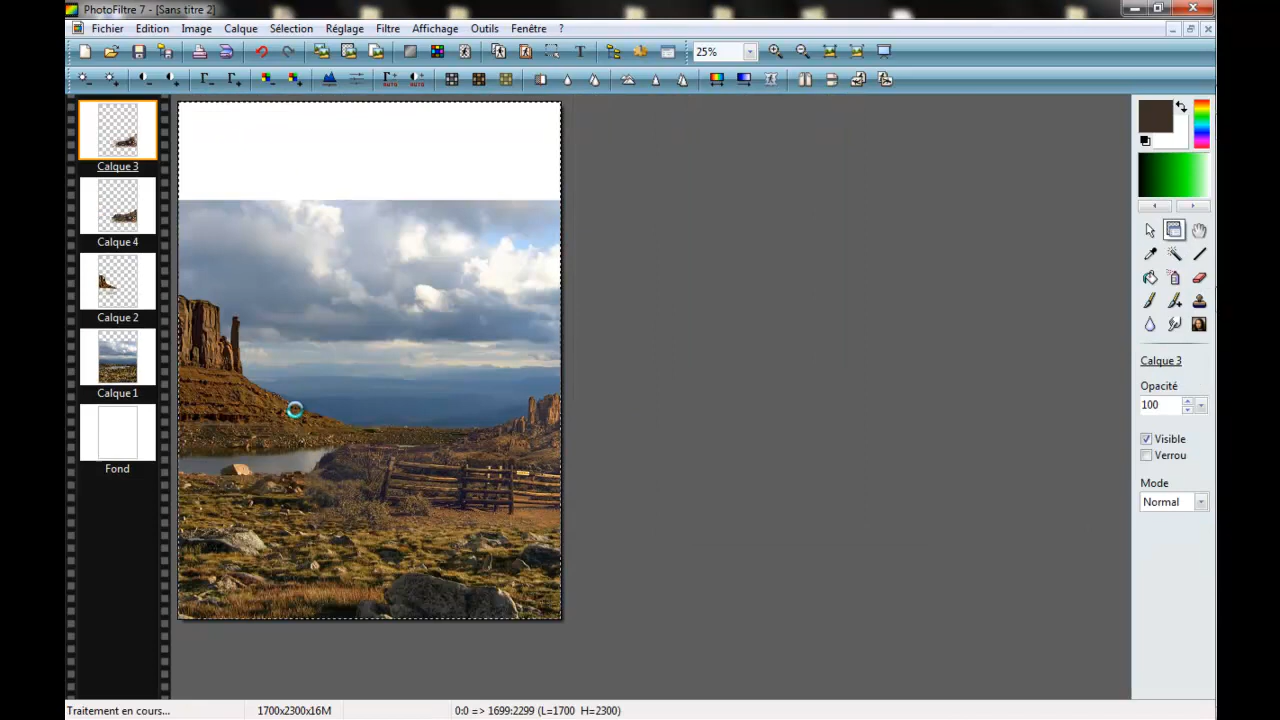 PhotoFiltre 7 - [Sans titre 2]
Fichier Edition Image Calque Sélection Réglage Filtre Affichage Outils Fenêtre ?
25%
AUTO AUTO
Calque 3
Calque 4
Calque 2
Calque 1
Fond
Calque 3
Opacité
100
Visible
Verrou
Mode
Normal
Traitement en cours... 1700x2300x16M 0:0 => 1699:2299 (L=1700 H=2300)